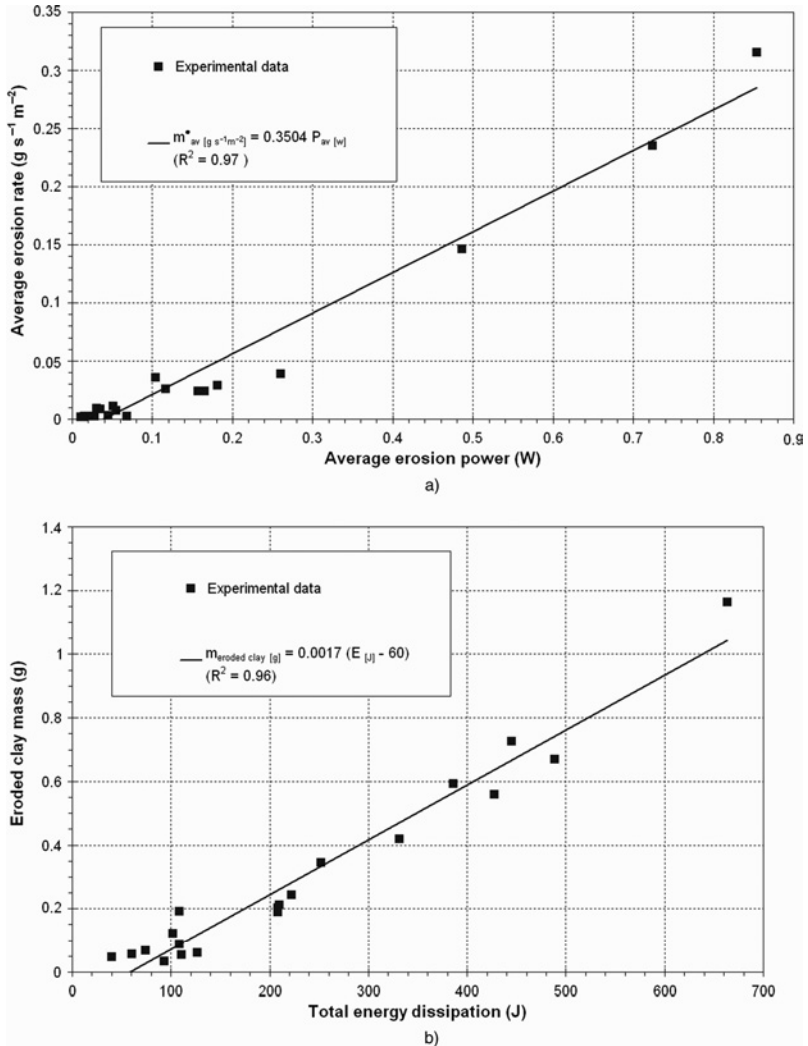 0.35
0.3
0.25
0.2
0.15
0.1
0.05
0
Average erosion rate (g s⁻¹ m⁻²)
Experimental data
m*av [g s⁻¹m⁻²] = 0.3504 Pav [w]
(R² = 0.97 )
0 0.1 0.2 0.3 0.4 0.5 0.6 0.7 0.8 0.9
Average erosion power (W)
a)
1.4
1.2
1
0.8
0.6
0.4
0.2
0
Eroded clay mass (g)
Experimental data
meroded clay [g] = 0.0017 (E [J] - 60)
(R² = 0.96)
0 100 200 300 400 500 600 700
Total energy dissipation (J)
b)